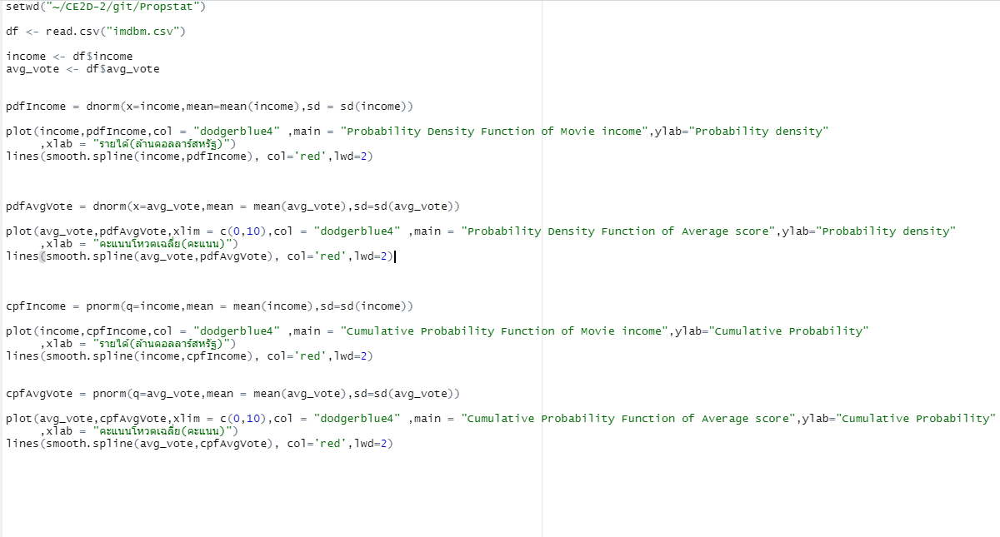 setwd("~/CE2D-2/git/Propstat")
df <- read.csv("imdbm.csv")
income <- df$income
avg_vote <- df$avg_vote
pdfIncome = dnorm(x=income,mean=mean(income),sd = sd(income))
plot(income,pdfIncome,col = "dodgerblue4" ,main = "Probability Density Function of Movie income",ylab="Probability density"
,xlab = "รายได้(ล้านดอลลาร์สหรัฐ)")
lines(smooth.spline(income,pdfIncome), col='red',lwd=2)
pdfAvgVote = dnorm(x=avg_vote,mean = mean(avg_vote),sd=sd(avg_vote))
plot(avg_vote,pdfAvgVote,xlim = c(0,10),col = "dodgerblue4" ,main = "Probability Density Function of Average score",ylab="Probability density"
,xlab = "คะแนนโหวตเฉลี่ย(คะแนน)")
lines(smooth.spline(avg_vote,pdfAvgVote), col='red',lwd=2)
cpfIncome = pnorm(q=income,mean = mean(income),sd=sd(income))
plot(income,cpfIncome,col = "dodgerblue4" ,main = "Cumulative Probability Function of Movie income",ylab="Cumulative Probability"
,xlab = "รายได้(ล้านดอลลาร์สหรัฐ)")
lines(smooth.spline(income,cpfIncome), col='red',lwd=2)
cpfAvgVote = pnorm(q=avg_vote,mean = mean(avg_vote),sd=sd(avg_vote))
plot(avg_vote,cpfAvgVote,xlim = c(0,10),col = "dodgerblue4" ,main = "Cumulative Probability Function of Average score",ylab="Cumulative Probability"
,xlab = "คะแนนโหวตเฉลี่ย(คะแนน)")
lines(smooth.spline(avg_vote,cpfAvgVote), col='red',lwd=2)